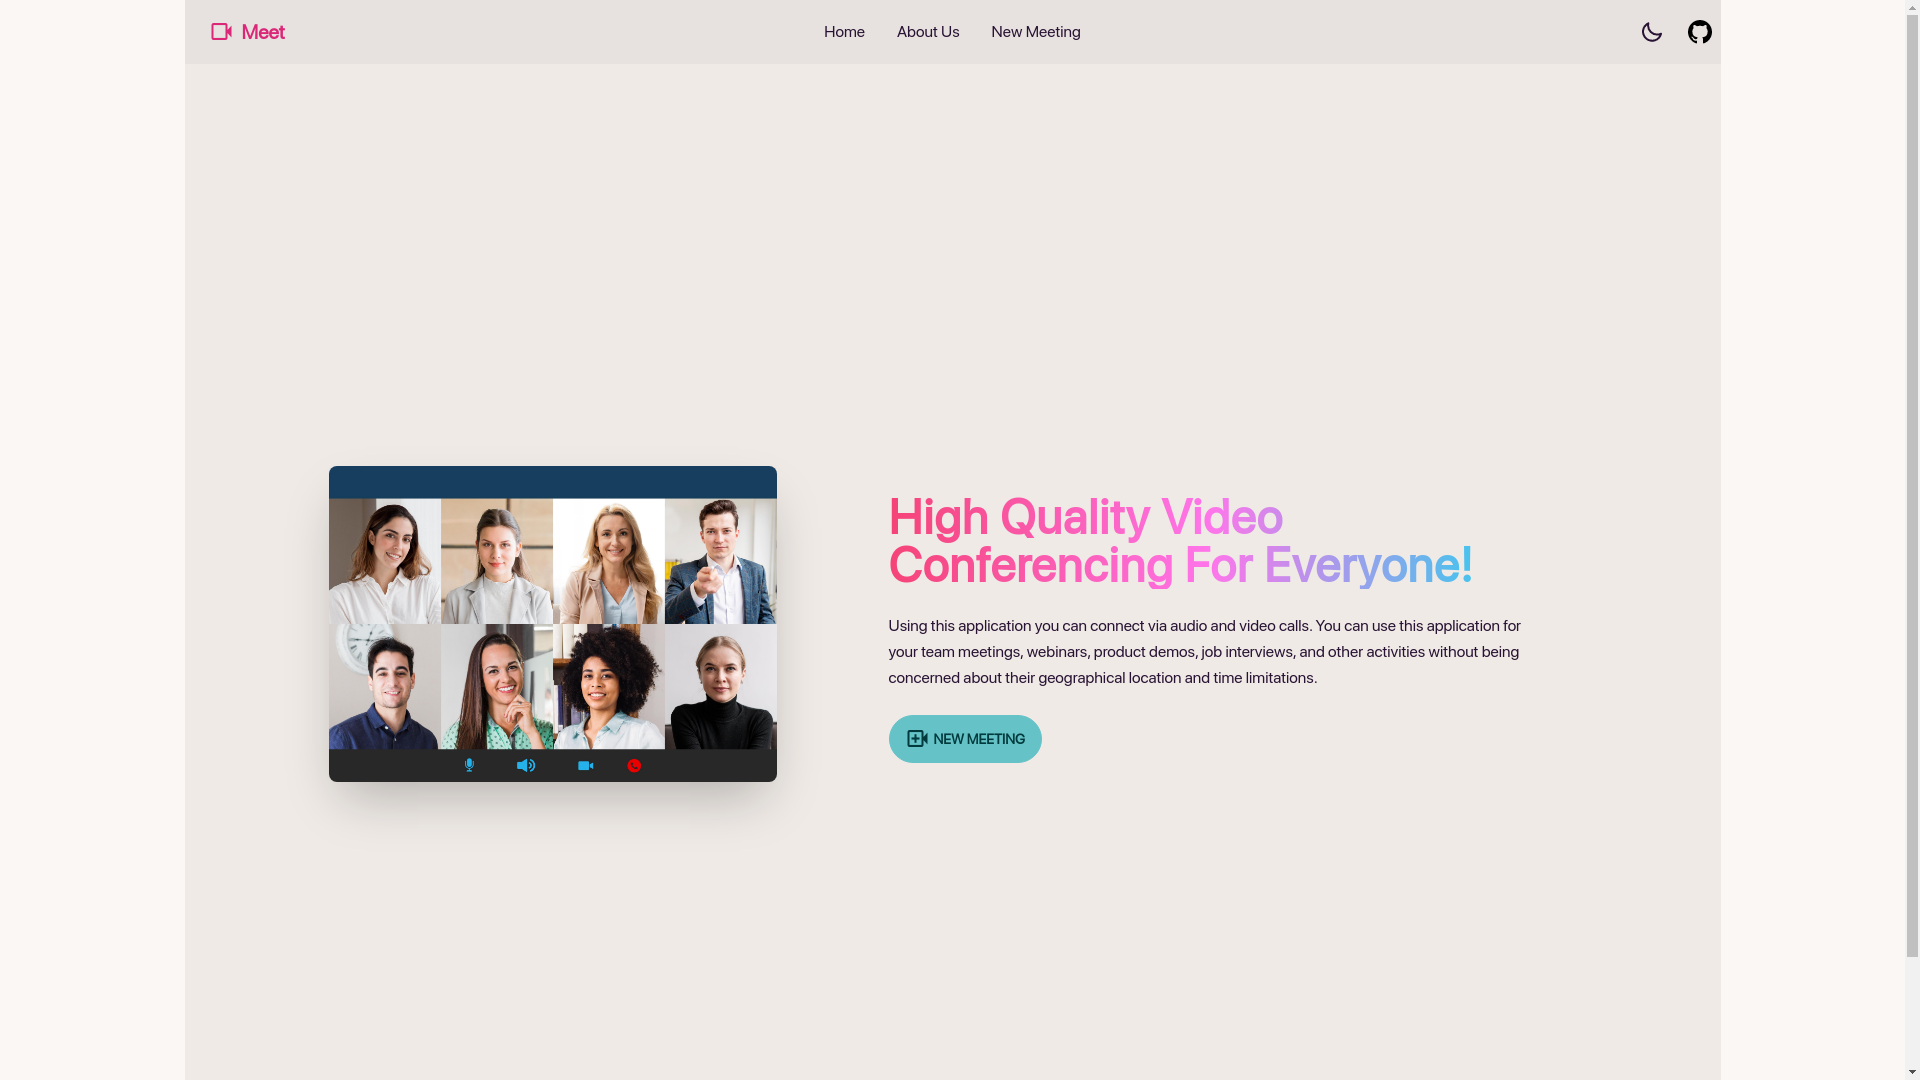 Meet
Home
About Us
New Meeting
High Quality Video
Conferencing For Everyone!
Using this application you can connect via audio and video calls. You can use this application for
your team meetings, webinars, product demos, job interviews, and other activities without being
concerned about their geographical location and time limitations.
NEW MEETING